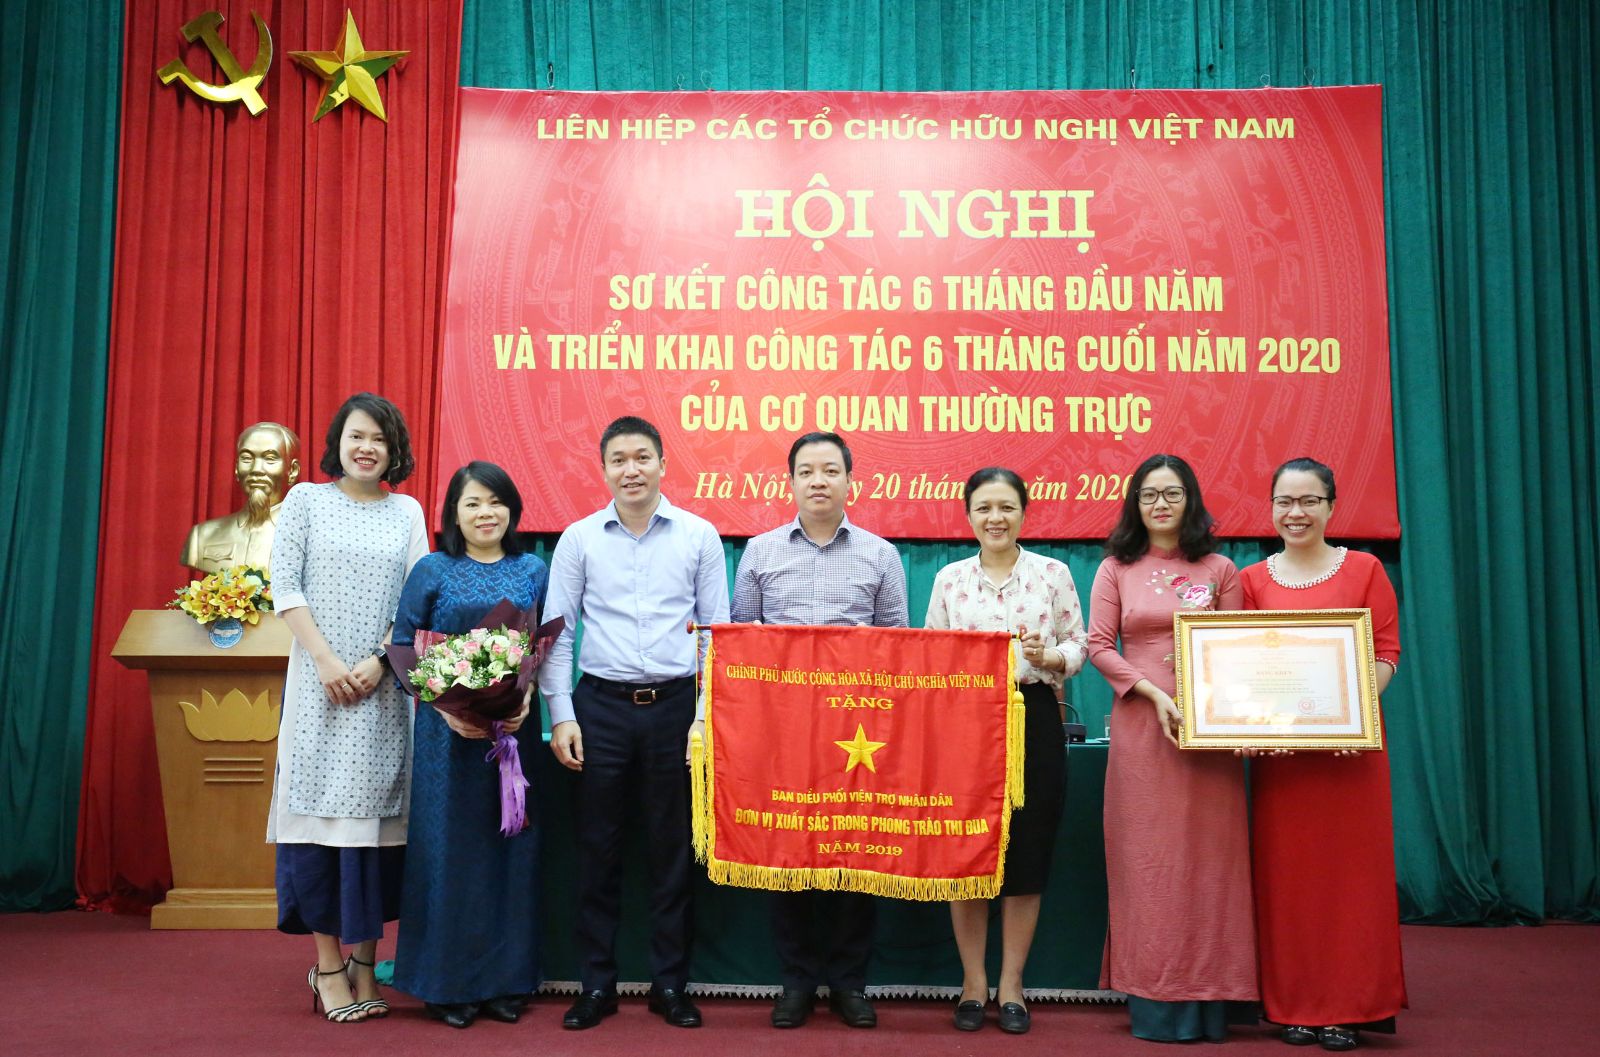 LIÊN HIỆP CÁC TỔ CHỨC HỮU NGHỊ VIỆT NAM
HỘI NGHỊ
SƠ KẾT CÔNG TÁC 6 THÁNG ĐẦU NĂM
VÀ TRIỂN KHAI CÔNG TÁC 6 THÁNG CUỐI NĂM 2020
CỦA CƠ QUAN THƯỜNG TRỰC
Hà Nội, 20 năm 2020
CHÍNH PHỦ NƯỚC CỘNG HÒA XÃ HỘI CHỦ NGHĨA VIỆT NAM
TẶNG
BAN ĐIỀU PHỐI VIỆN TRỢ NHÂN DÂN
ĐƠN VỊ XUẤT SẮC TRONG PHONG TRÀO THI ĐUA
NĂM 2019
BẰNG KHEN